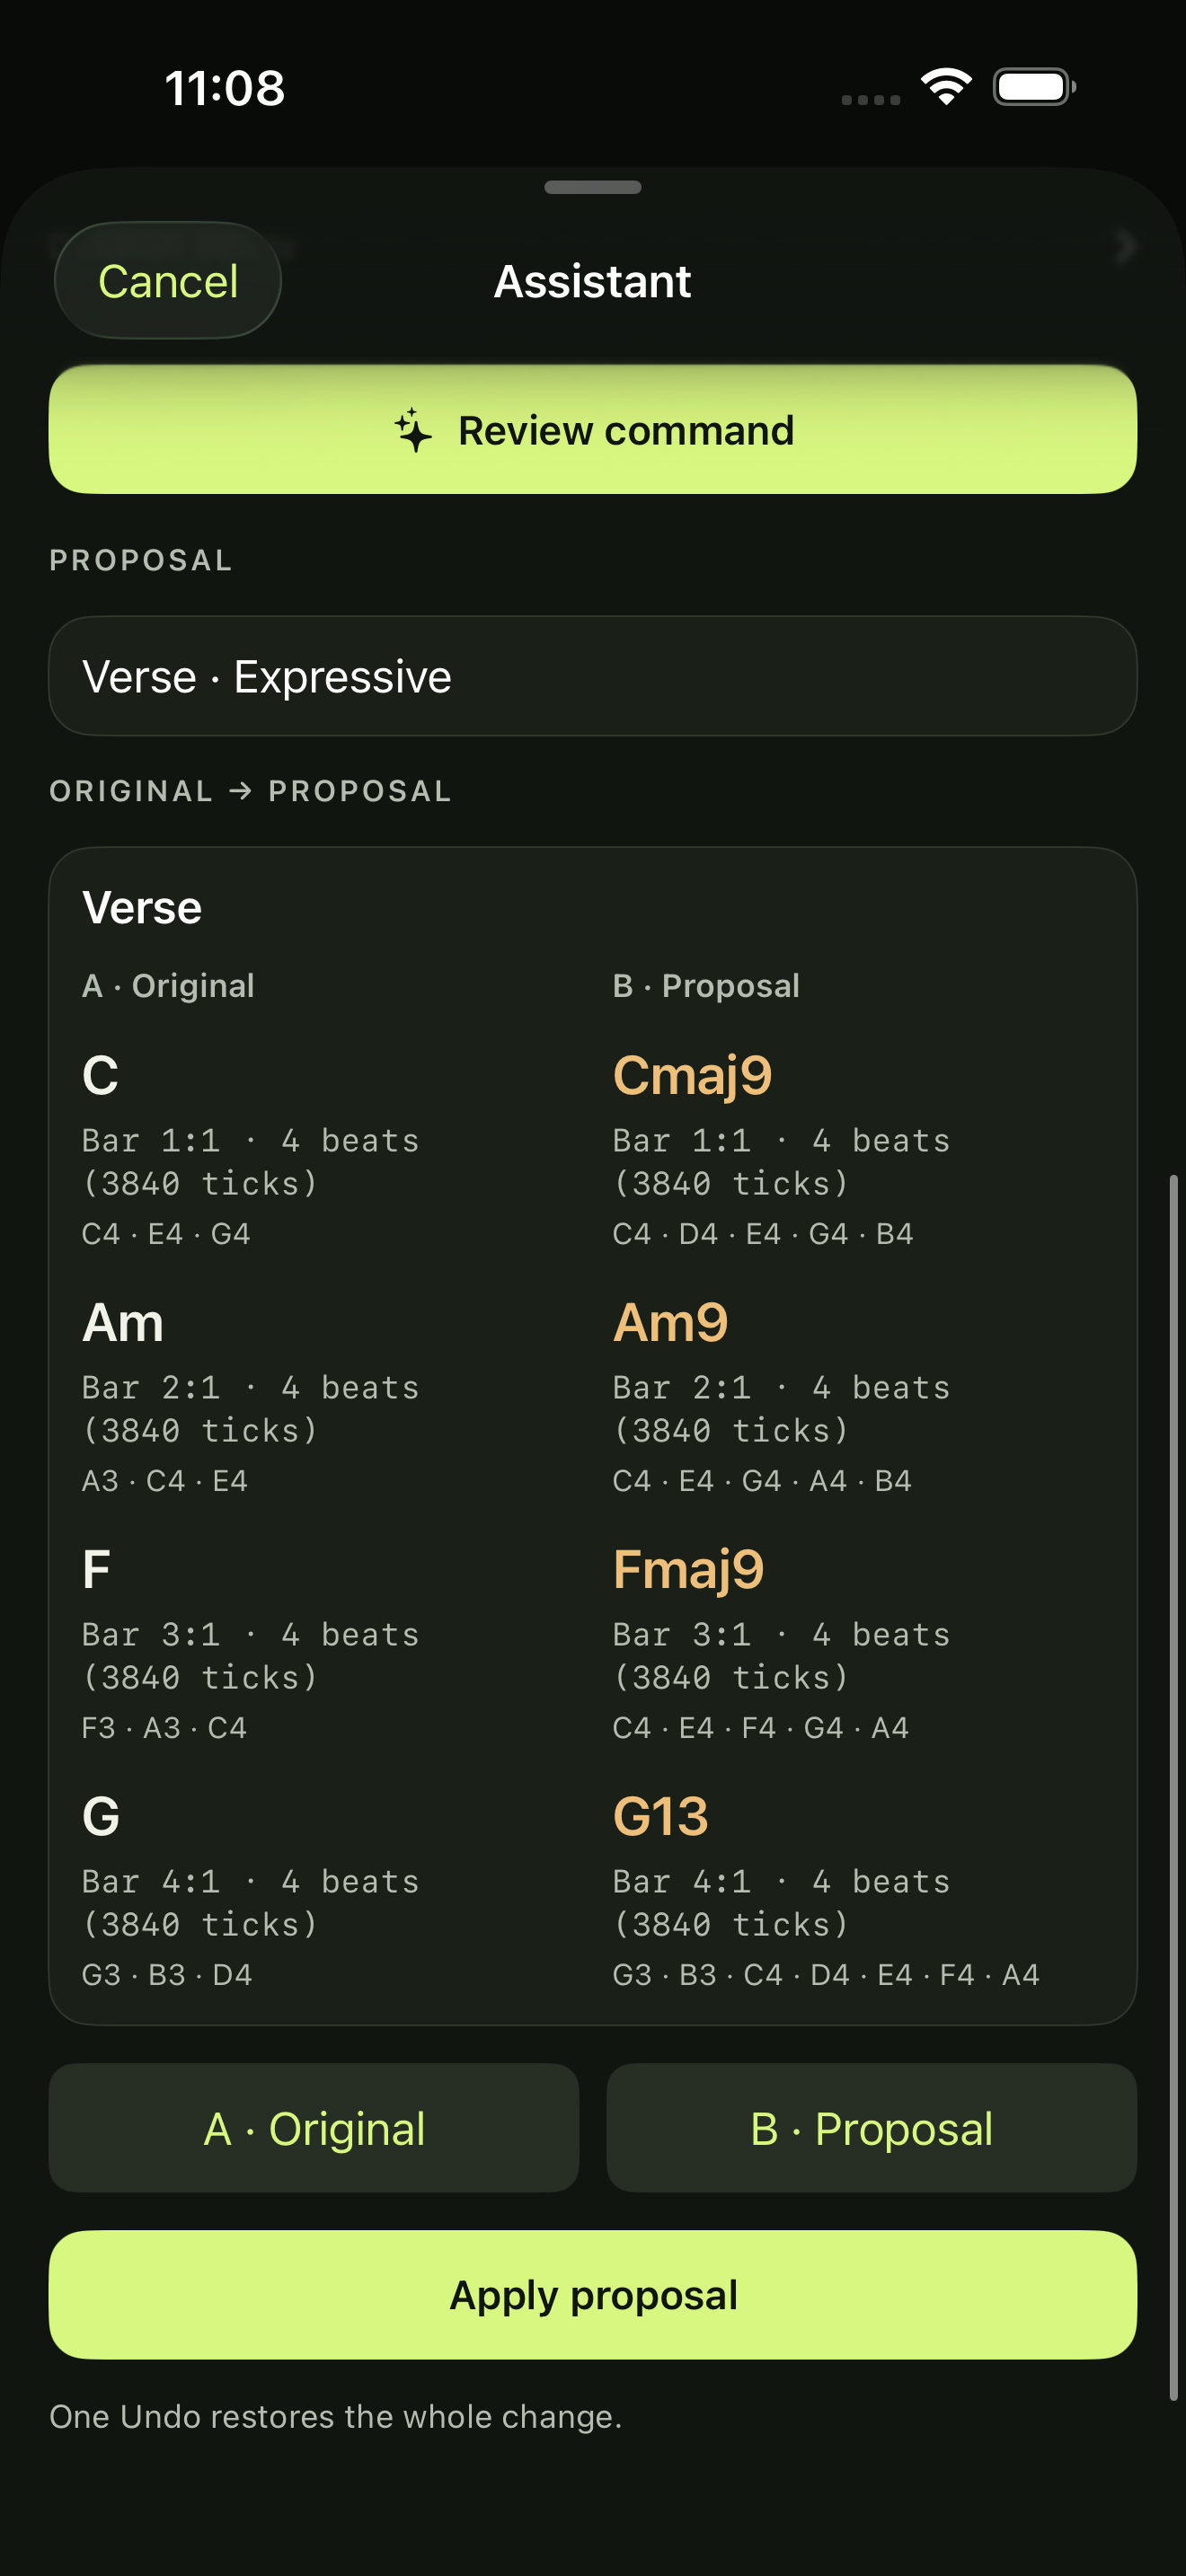 11:08
Cancel
Assistant
Review command
PROPOSAL
Verse · Expressive
ORIGINAL → PROPOSAL
Verse
A · Original
B · Proposal
C
Cmaj9
Bar 1:1 · 4 beats
(3840 ticks)
Bar 1:1 · 4 beats
(3840 ticks)
C4 · E4 · G4
C4 · D4 · E4 · G4 · B4
Am
Am9
Bar 2:1 · 4 beats
(3840 ticks)
Bar 2:1 · 4 beats
(3840 ticks)
A3 · C4 · E4
C4 · E4 · G4 · A4 · B4
F
Fmaj9
Bar 3:1 · 4 beats
(3840 ticks)
Bar 3:1 · 4 beats
(3840 ticks)
F3 · A3 · C4
C4 · E4 · F4 · G4 · A4
G
G13
Bar 4:1 · 4 beats
(3840 ticks)
Bar 4:1 · 4 beats
(3840 ticks)
G3 · B3 · D4
G3 · B3 · C4 · D4 · E4 · F4 · A4
A · Original
B · Proposal
Apply proposal
One Undo restores the whole change.